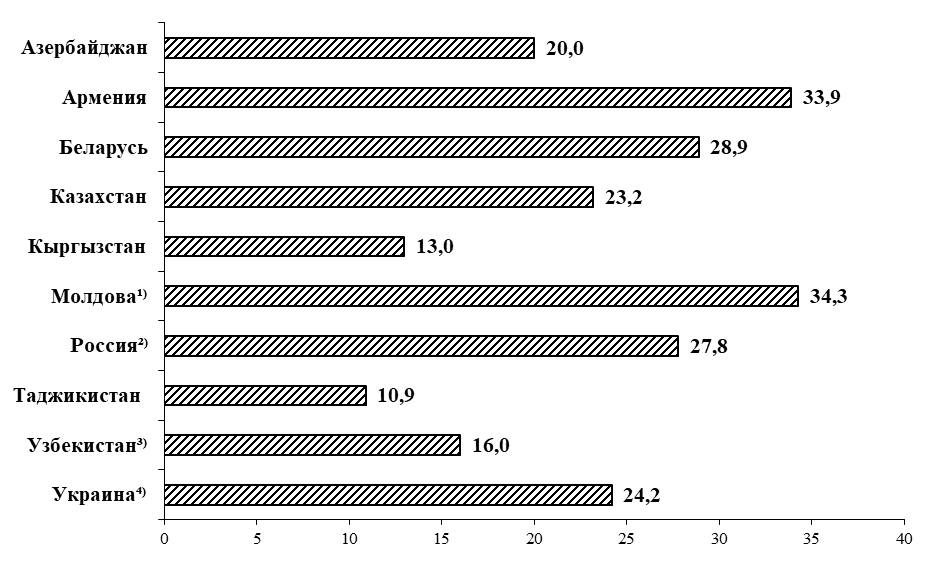 Азербайджан 20,0
Армения 33,9
Беларусь 28,9
Казахстан 23,2
Кыргызстан 13,0
Молдова¹⁾ 34,3
Россия²⁾ 27,8
Таджикистан 10,9
Узбекистан³⁾ 16,0
Украина⁴⁾ 24,2
0 5 10 15 20 25 30 35 40